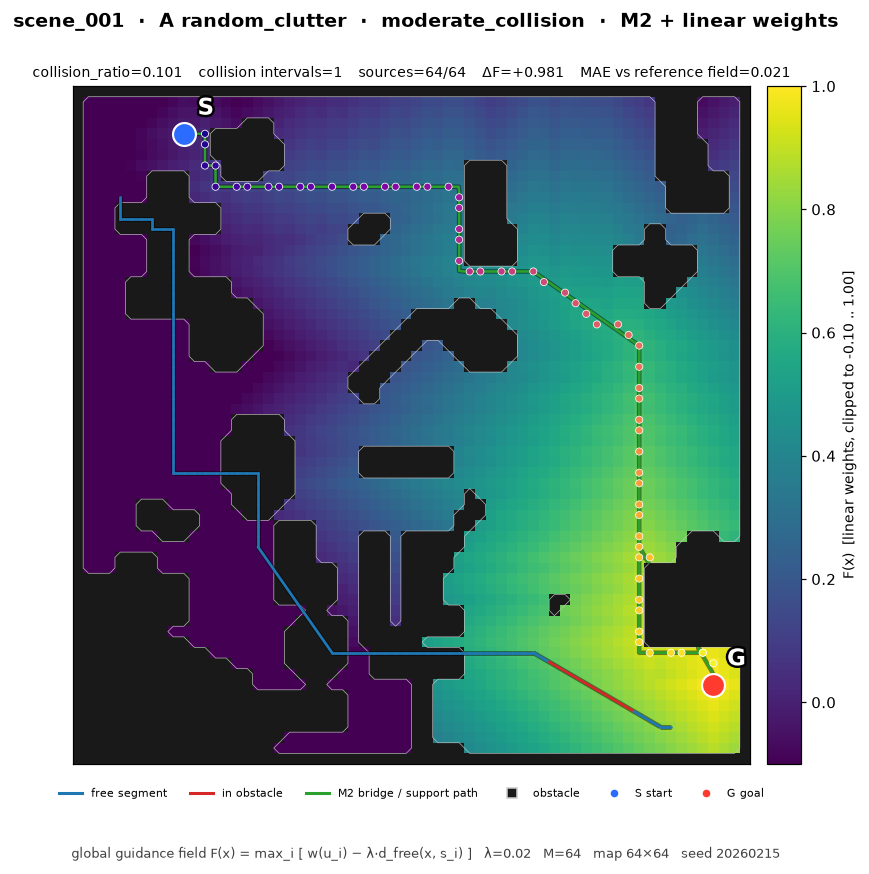 scene_001 · A random_clutter · moderate_collision · M2 + linear weights
collision_ratio=0.101 collision intervals=1 sources=64/64 ΔF=+0.981 MAE vs reference field=0.021
S
G
1.0
0.8
0.6
0.4
0.2
0.0
F(x) [linear weights, clipped to -0.10 .. 1.00]
free segment
in obstacle
M2 bridge / support path
obstacle
S start
G goal
global guidance field F(x) = max_i [ w(u_i) − λ·d_free(x, s_i) ] λ=0.02 M=64 map 64×64 seed 20260215